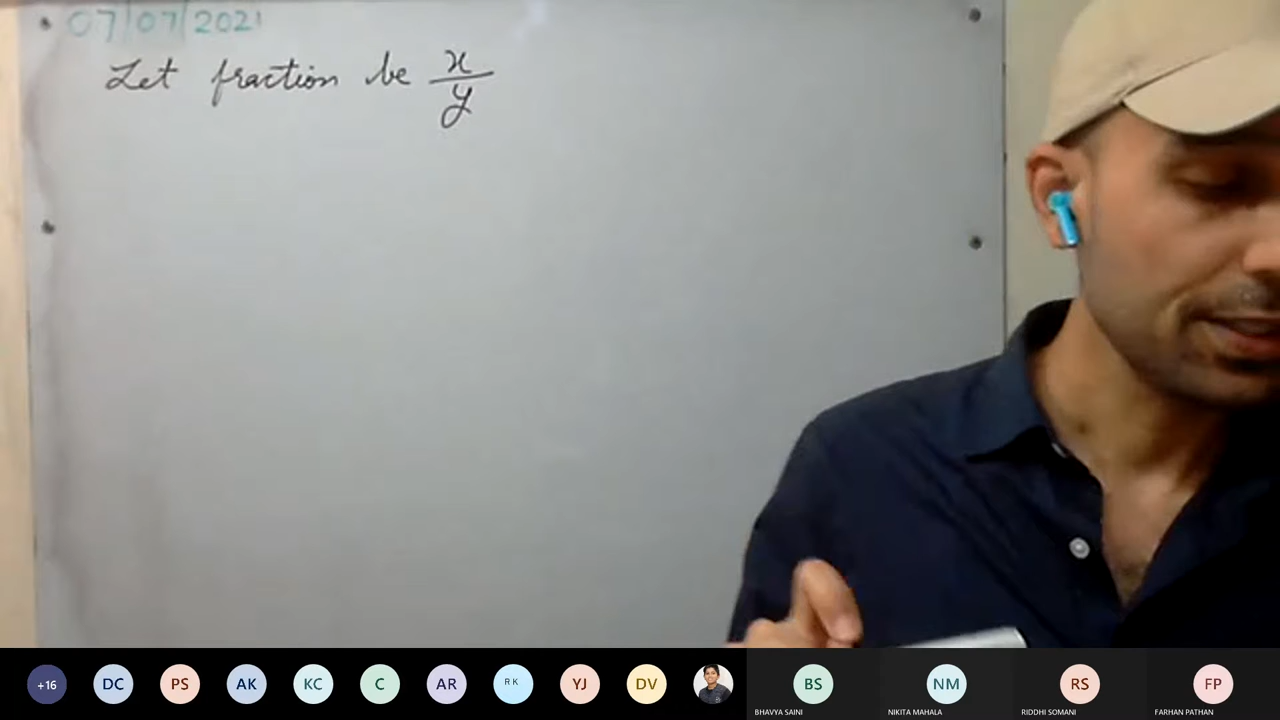 07/07/2021
Let fraction be x/y
+16 DC PS AK KC C AR RK YJ DV BS NM RS FP
BHAVYA SAINI NIKITA MAHALA RIDDHI SOMANI FARHAN PATHAN